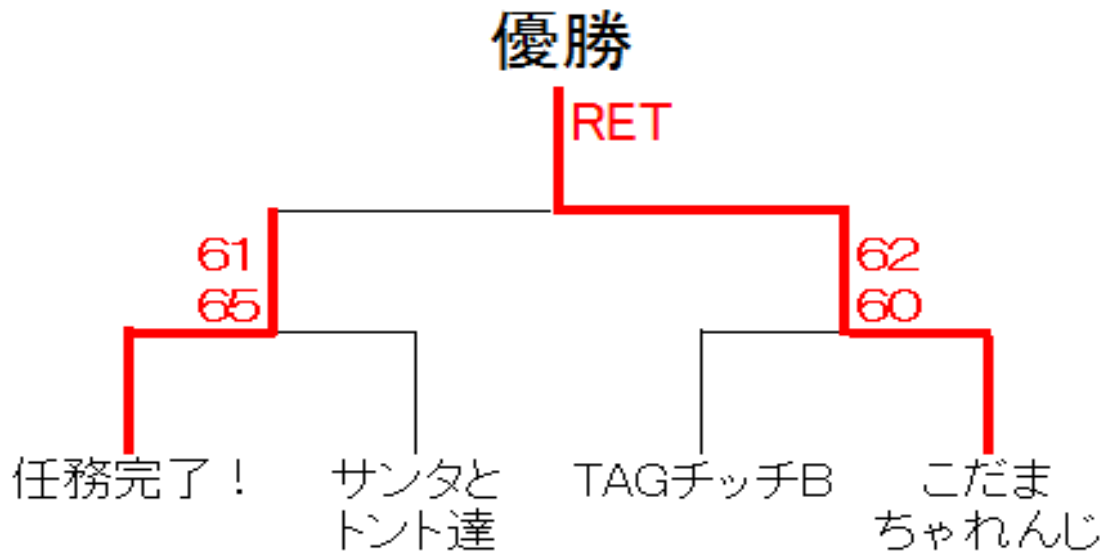 優勝
RET
61
65
62
60
任務完了！
サンタと
トント達
TAGチッチB
こだま
ちゃれんじ